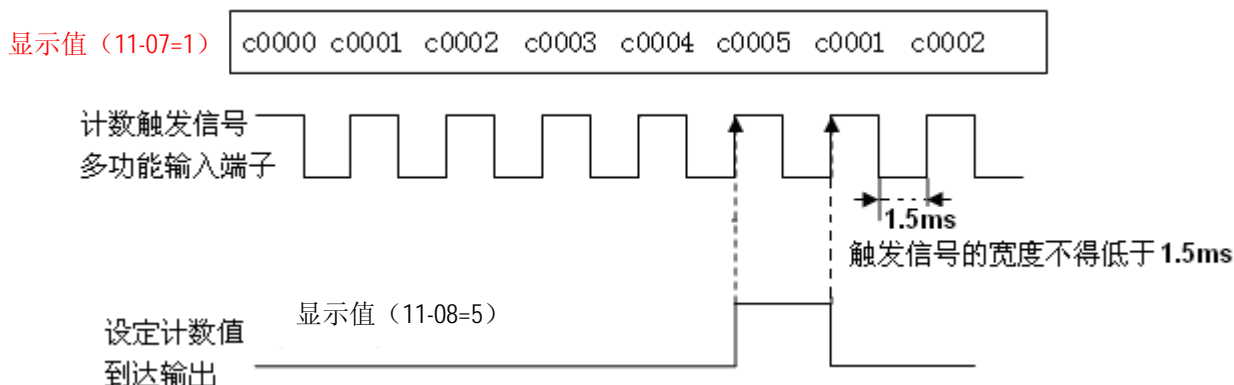 显示值（11-07=1） c0000 c0001 c0002 c0003 c0004 c0005 c0001 c0002
计数触发信号
多功能输入端子
1.5ms
触发信号的宽度不得低于1.5ms
显示值（11-08=5）
设定计数值
到达输出